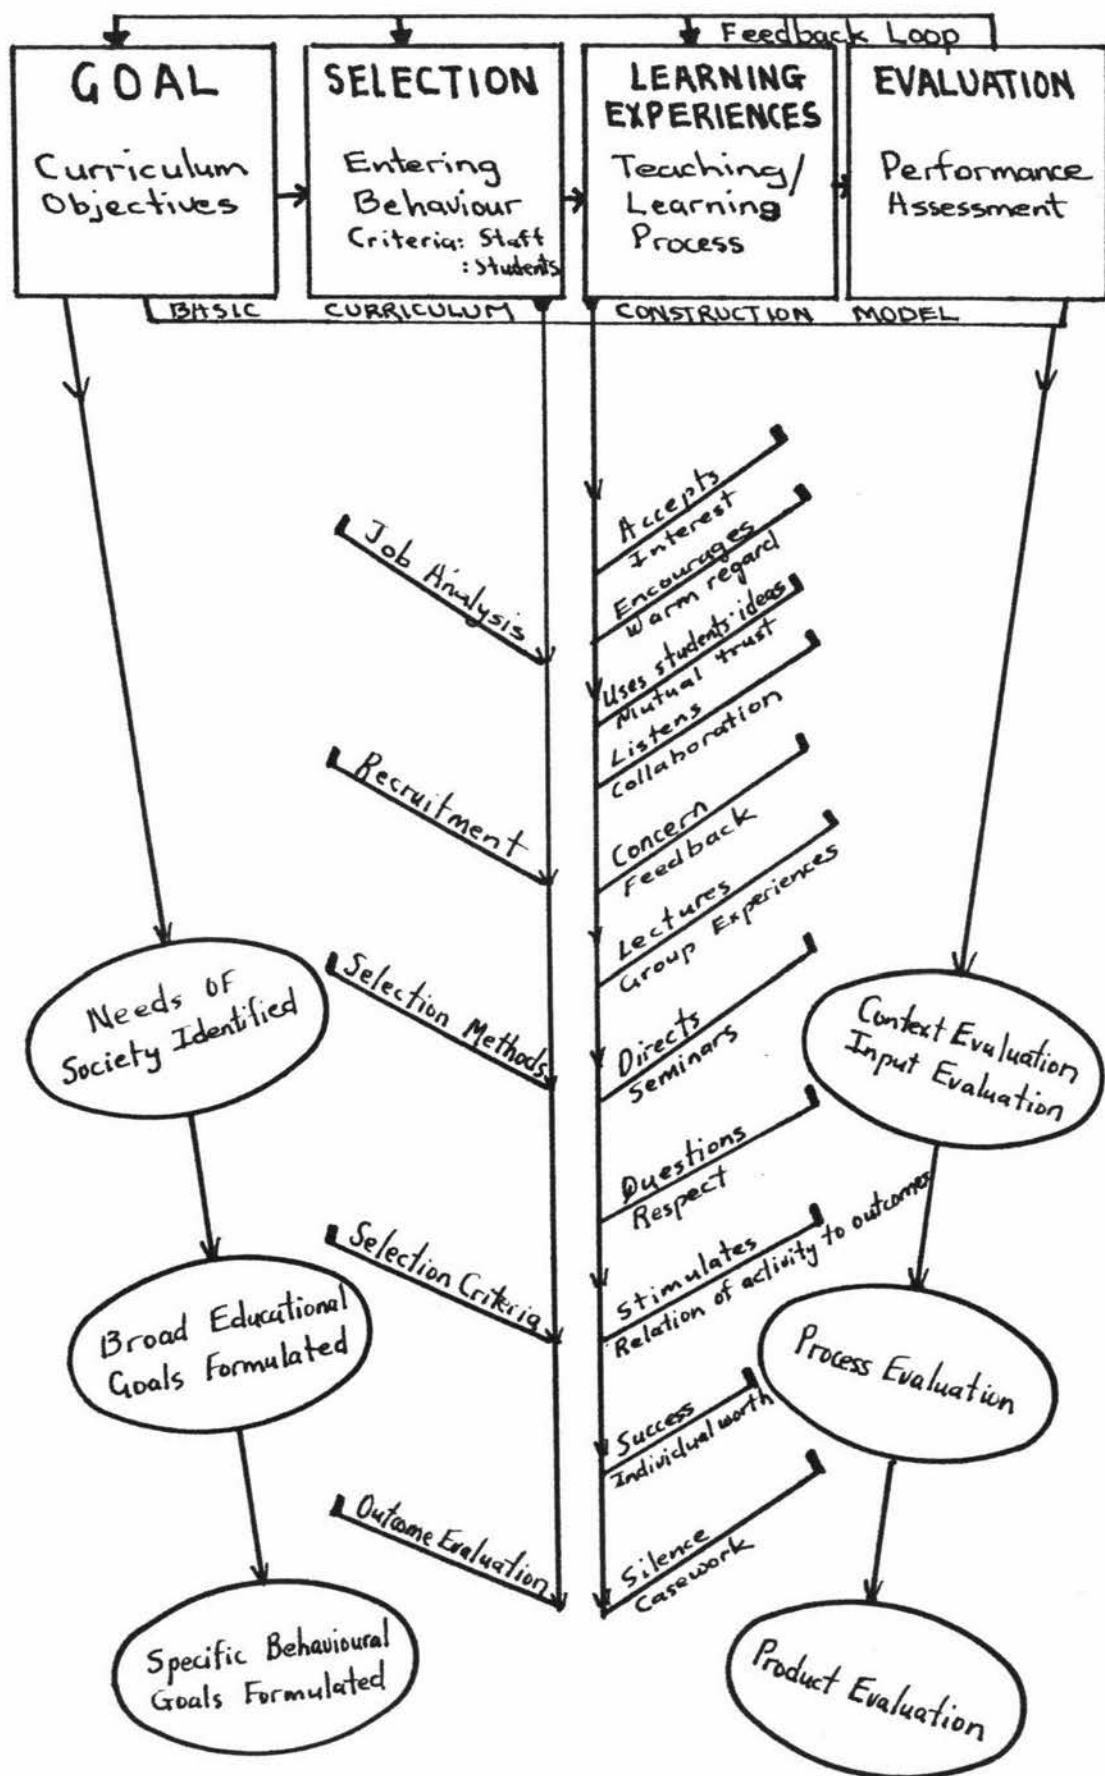 Feedback Loop
GOAL
Curriculum
Objectives
SELECTION
Entering
Behaviour
Criteria: Staff
: Students
LEARNING
EXPERIENCES
Teaching/
Learning
Process
EVALUATION
Performance
Assessment
BASIC CURRICULUM CONSTRUCTION MODEL
Needs OF
Society Identified
Broad Educational
Goals Formulated
Specific Behavioural
Goals Formulated
Job Analysis
Recruitment
Selection Methods
Selection Criteria
Outcome Evaluation
Accepts
Interest
Encourages
Warm regard
Uses students' ideas
Mutual trust
Listens
Collaboration
Concern
Feedback
Lectures
Group Experiences
Directs
Seminars
Questions
Respect
Stimulates
Relation of activity to outcomes
Success
Individual worth
Silence
Casework
Context Evaluation
Input Evaluation
Process Evaluation
Product Evaluation